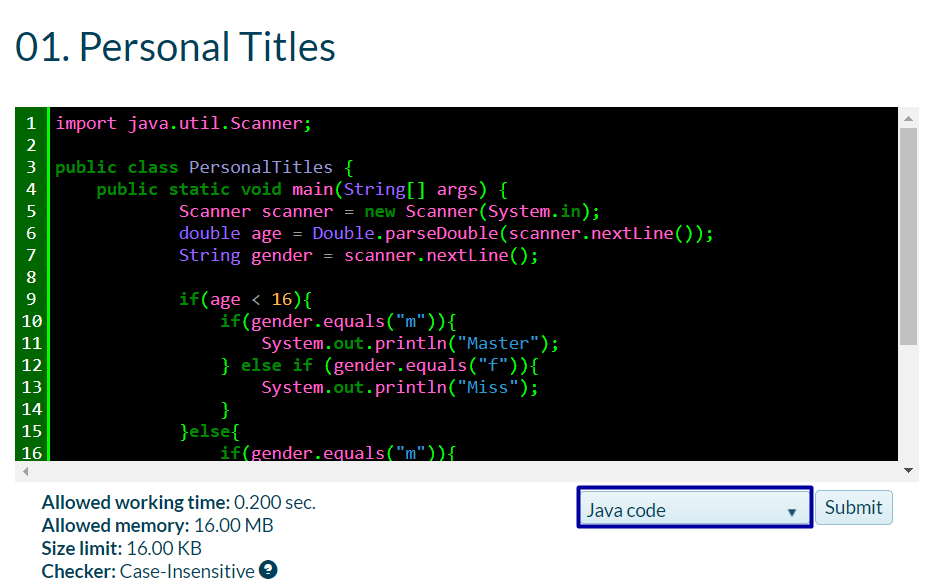 01. Personal Titles
1 import java.util.Scanner;
2
3 public class PersonalTitles {
4     public static void main(String[] args) {
5             Scanner scanner = new Scanner(System.in);
6             double age = Double.parseDouble(scanner.nextLine());
7             String gender = scanner.nextLine();
8
9             if(age < 16){
10                 if(gender.equals("m")){
11                     System.out.println("Master");
12                 } else if (gender.equals("f")){
13                     System.out.println("Miss");
14                 }
15             }else{
16                 if(gender.equals("m")){
Allowed working time: 0.200 sec.
Allowed memory: 16.00 MB
Size limit: 16.00 KB
Checker: Case-Insensitive ?
Java code
Submit